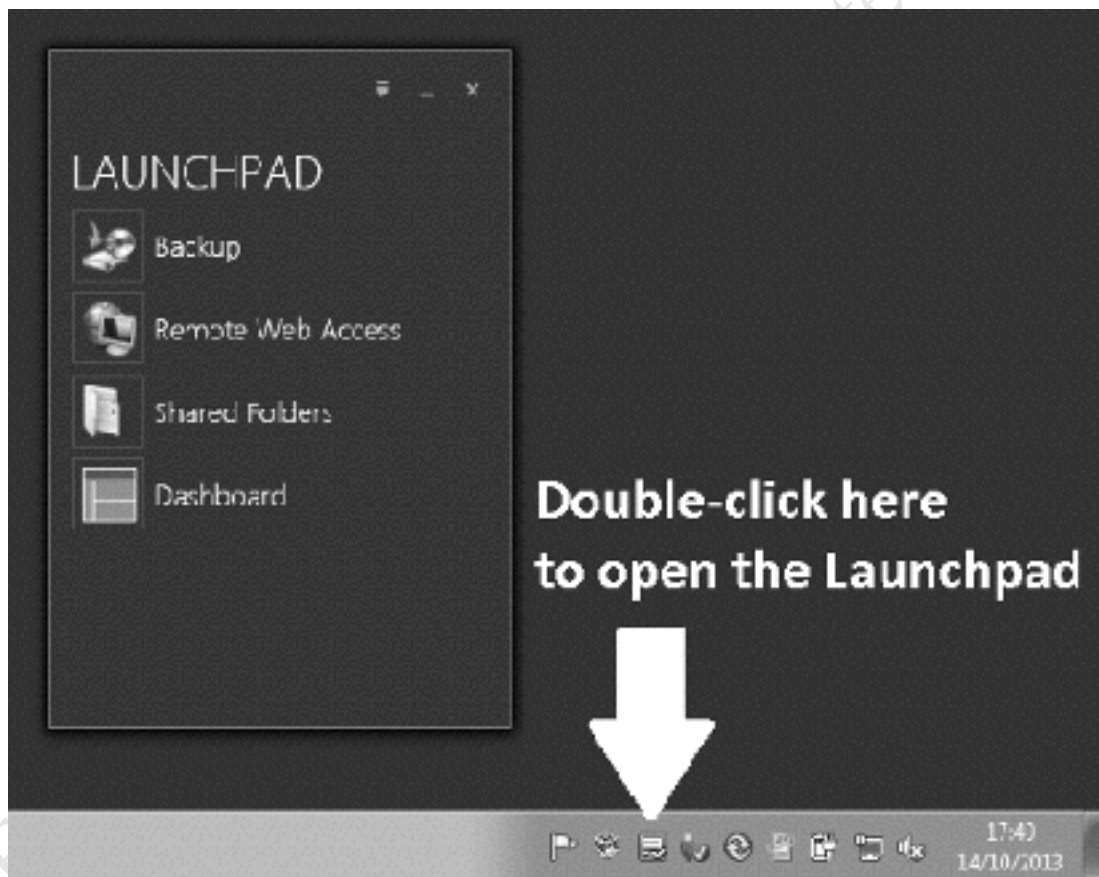 LAUNCHPAD
Backup
Remote Web Access
Shared Folders
Dashboard
Double-click here
to open the Launchpad
17:40
14/10/2013